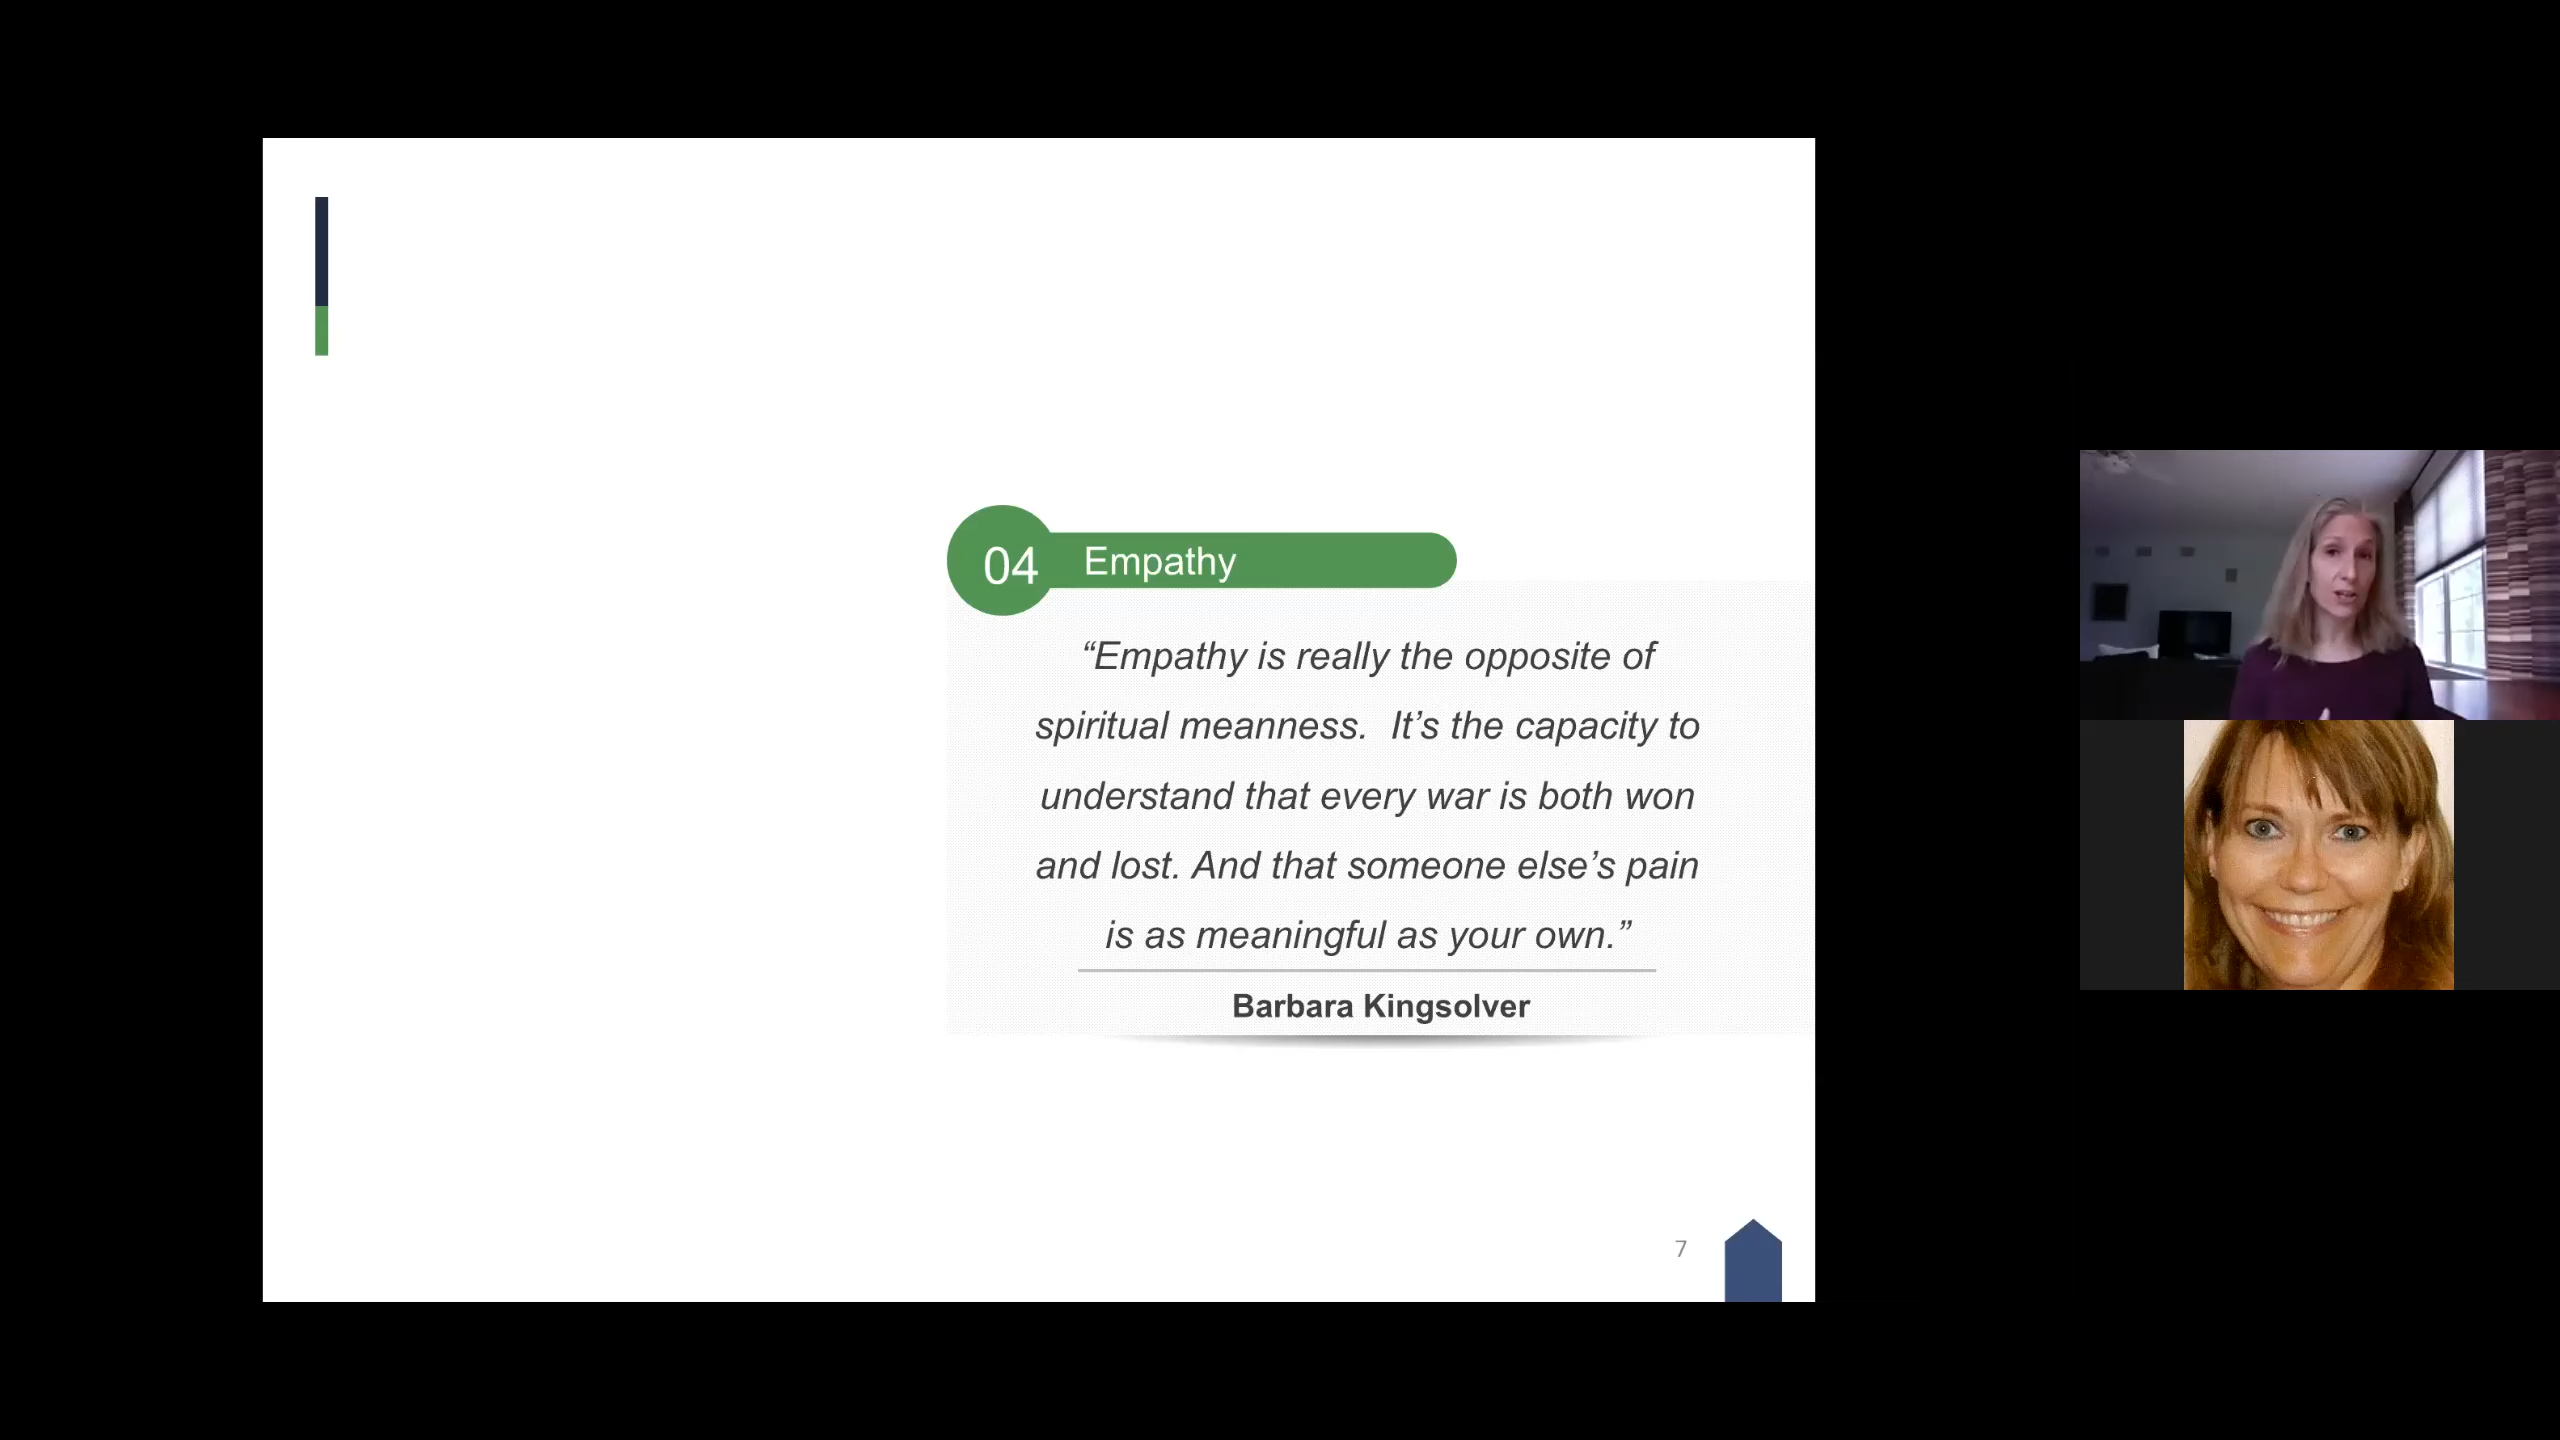 04 Empathy
“Empathy is really the opposite of
spiritual meanness.  It’s the capacity to
understand that every war is both won
and lost. And that someone else’s pain
is as meaningful as your own.”
Barbara Kingsolver
7